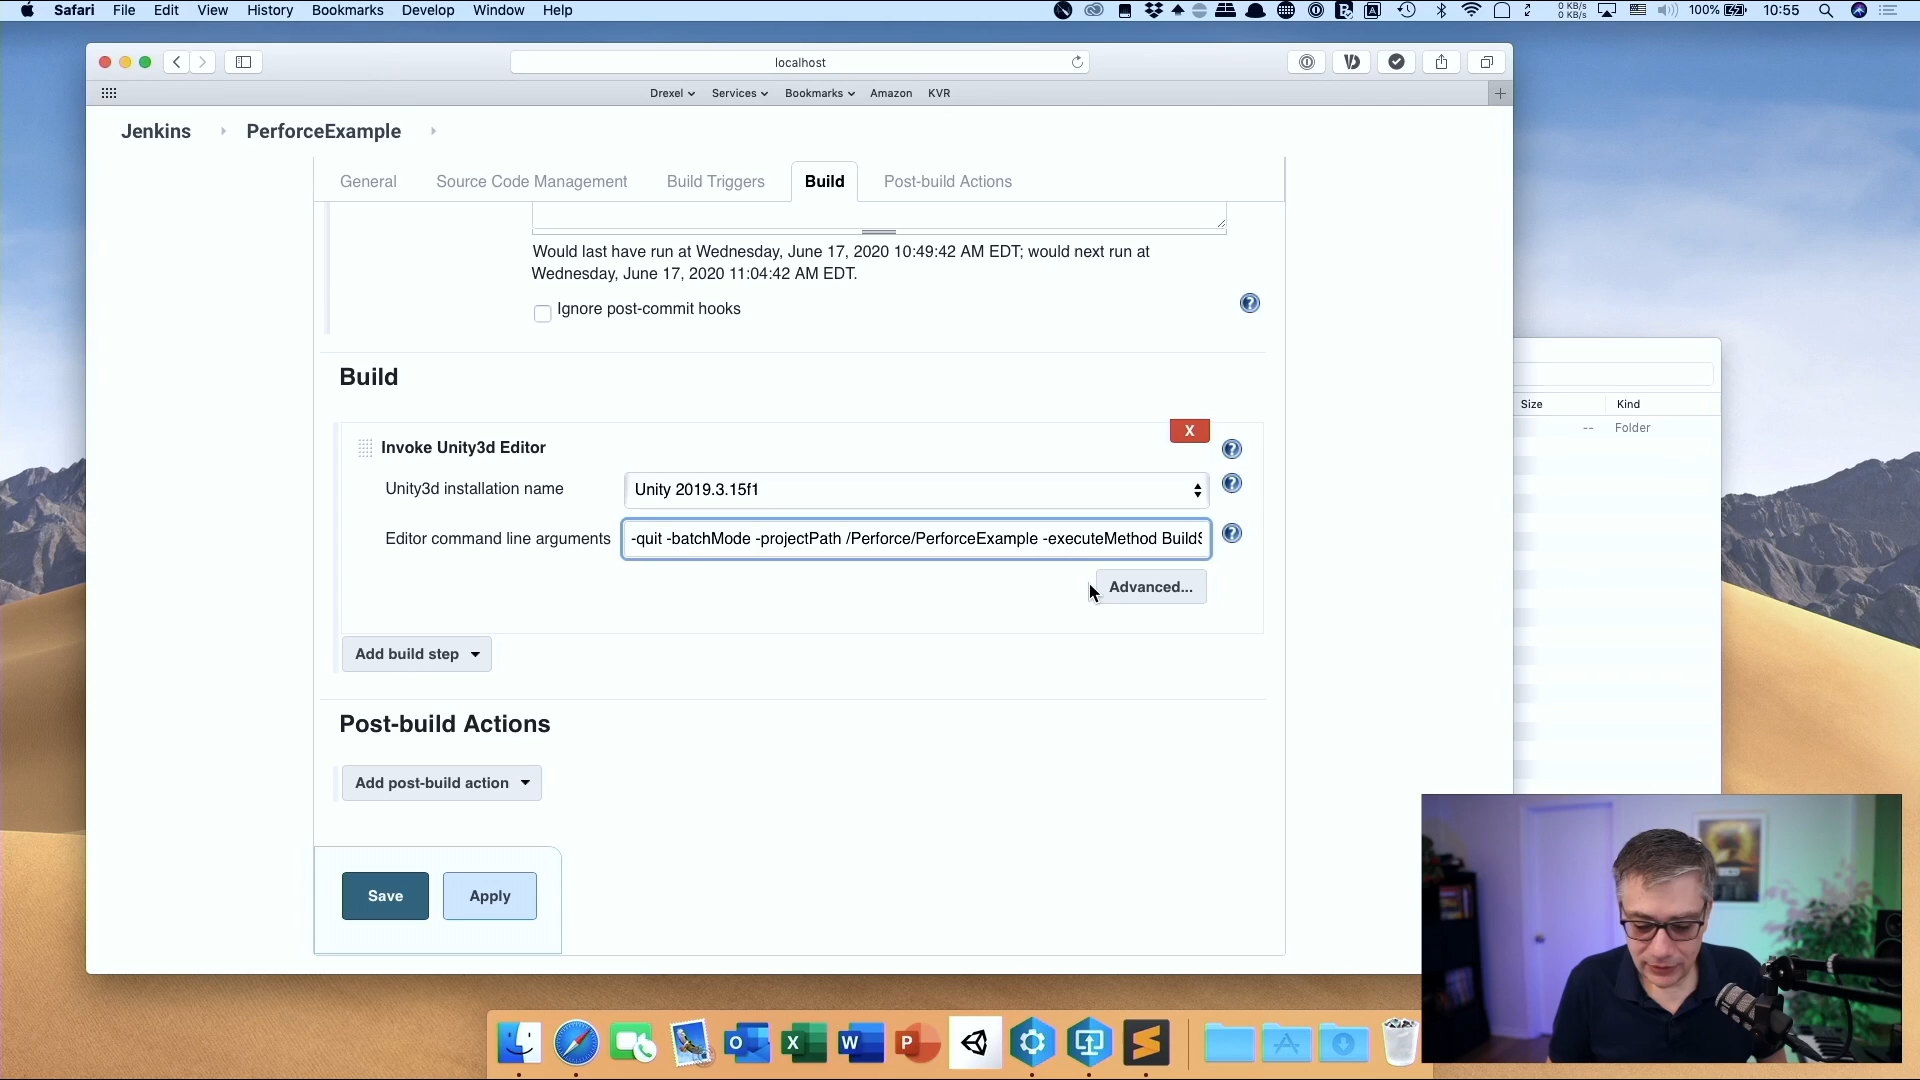 Safari File Edit View History Bookmarks Develop Window Help
0 KB/s
0 KB/s
100% 10:55
localhost
Drexel Services Bookmarks Amazon KVR
Jenkins PerforceExample
General Source Code Management Build Triggers Build Post-build Actions
Would last have run at Wednesday, June 17, 2020 10:49:42 AM EDT; would next run at
Wednesday, June 17, 2020 11:04:42 AM EDT.
Ignore post-commit hooks
Size Kind
-- Folder
Build
X
Invoke Unity3d Editor
Unity3d installation name Unity 2019.3.15f1
Editor command line arguments -quit -batchMode -projectPath /Perforce/PerforceExample -executeMethod BuildS
Advanced...
Add build step
Post-build Actions
Add post-build action
Save Apply